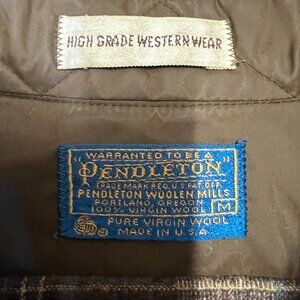 HIGH GRADE WESTERN WEAR
WARRANTED TO BE A
"PENDLETON"
TRADE MARK REG. U.S. PAT. OFF.
PENDLETON WOOLEN MILLS
PORTLAND, OREGON
100% VIRGIN WOOL M
PURE VIRGIN WOOL
MADE IN U.S.A.